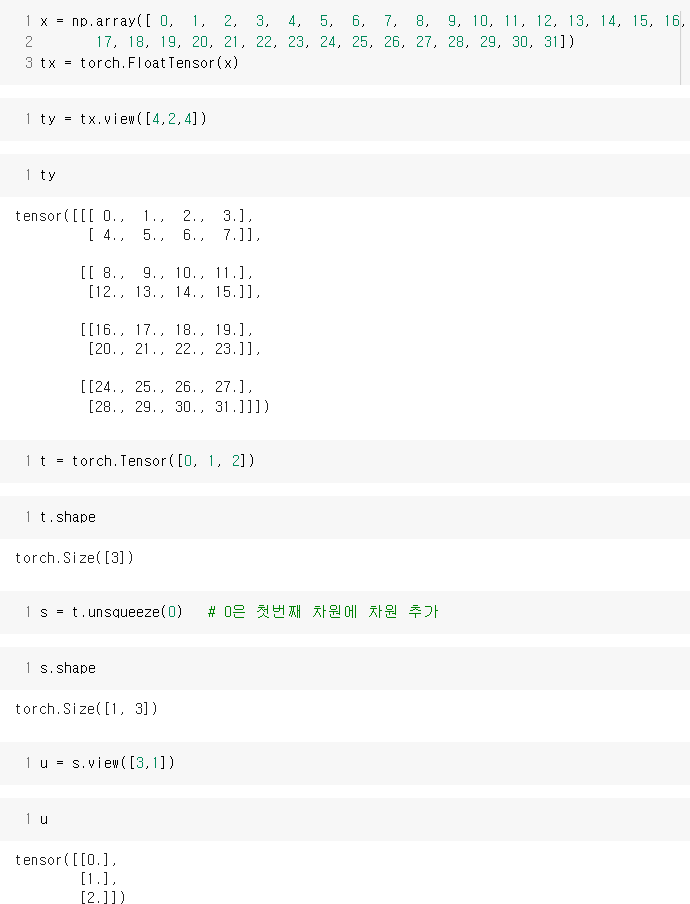 1 x = np.array([ 0, 1, 2, 3, 4, 5, 6, 7, 8, 9, 10, 11, 12, 13, 14, 15, 16,
2 17, 18, 19, 20, 21, 22, 23, 24, 25, 26, 27, 28, 29, 30, 31])
3 tx = torch.FloatTensor(x)
1 ty = tx.view([4,2,4])
1 ty
tensor([[[ 0., 1., 2., 3.],
[ 4., 5., 6., 7.]],
[[ 8., 9., 10., 11.],
[12., 13., 14., 15.]],
[[16., 17., 18., 19.],
[20., 21., 22., 23.]],
[[24., 25., 26., 27.],
[28., 29., 30., 31.]]])
1 t = torch.Tensor([0, 1, 2])
1 t.shape
torch.Size([3])
1 s = t.unsqueeze(0) # 0은 첫번째 차원에 차원 추가
1 s.shape
torch.Size([1, 3])
1 u = s.view([3,1])
1 u
tensor([[0.],
[1.],
[2.]])